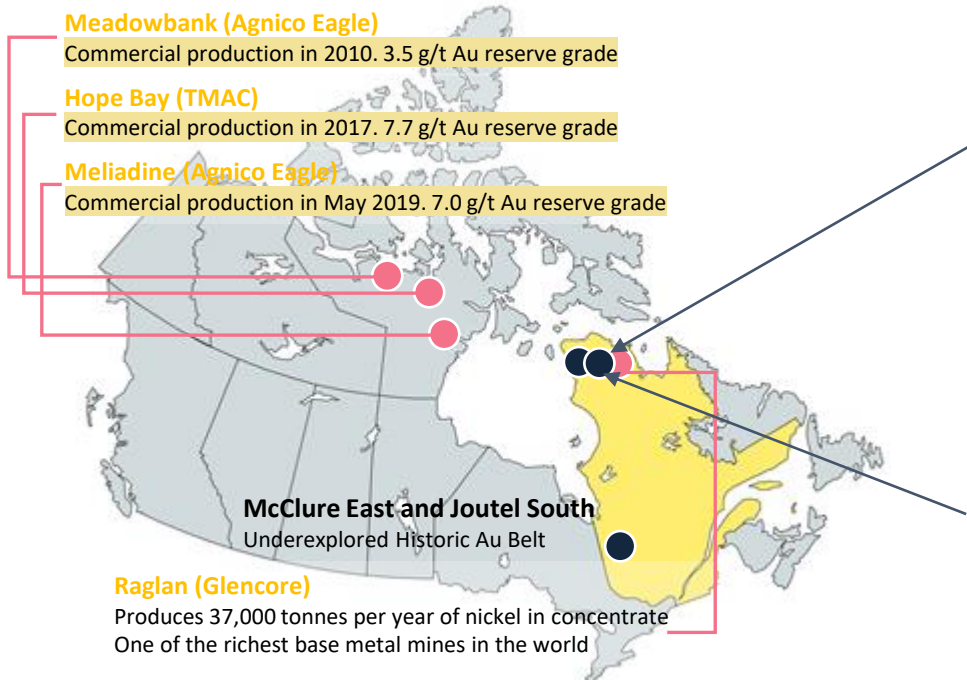 Meadowbank (Agnico Eagle)
Commercial production in 2010. 3.5 g/t Au reserve grade
Hope Bay (TMAC)
Commercial production in 2017. 7.7 g/t Au reserve grade
Meliadine (Agnico Eagle)
Commercial production in May 2019. 7.0 g/t Au reserve grade
McClure East and Joutel South
Underexplored Historic Au Belt
Raglan (Glencore)
Produces 37,000 tonnes per year of nickel in concentrate
One of the richest base metal mines in the world